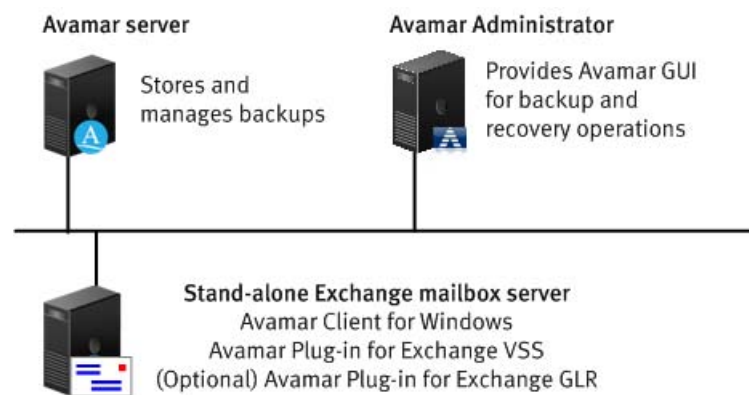 Avamar server
Stores and
manages backups
A
Avamar Administrator
Provides Avamar GUI
for backup and
recovery operations
Stand-alone Exchange mailbox server
Avamar Client for Windows
Avamar Plug-in for Exchange VSS
(Optional) Avamar Plug-in for Exchange GLR